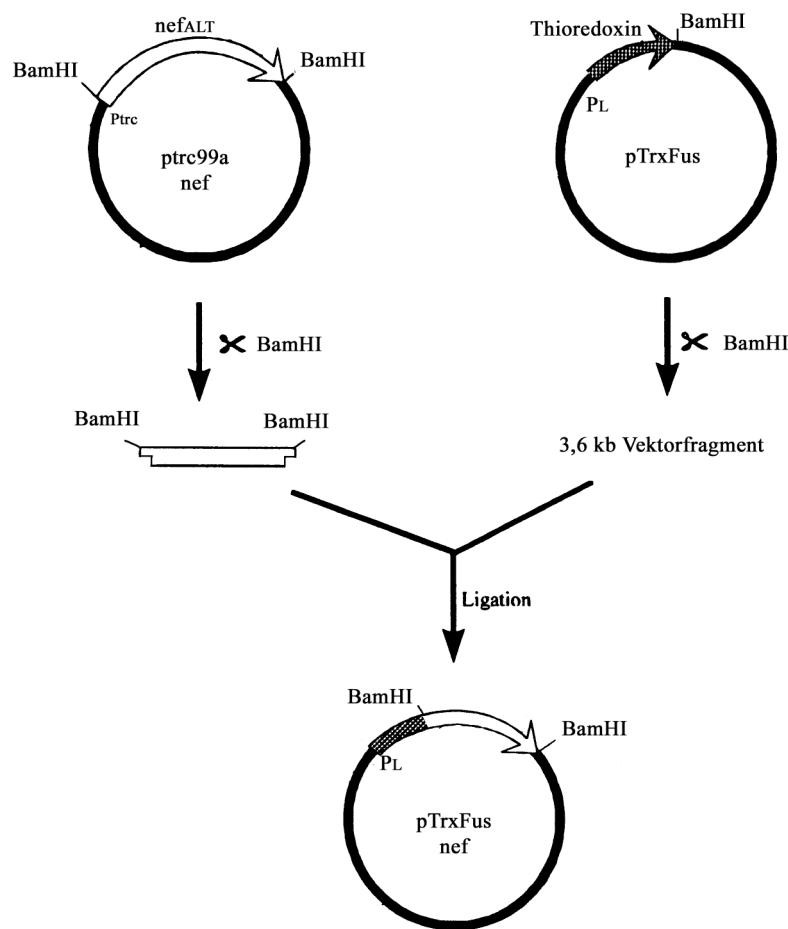 nefALT
BamHI
BamHI
Ptrc
ptrc99a
nef
Thioredoxin
BamHI
PL
pTrxFus
BamHI
BamHI
BamHI
BamHI
3,6 kb Vektorfragment
Ligation
BamHI
BamHI
PL
pTrxFus
nef